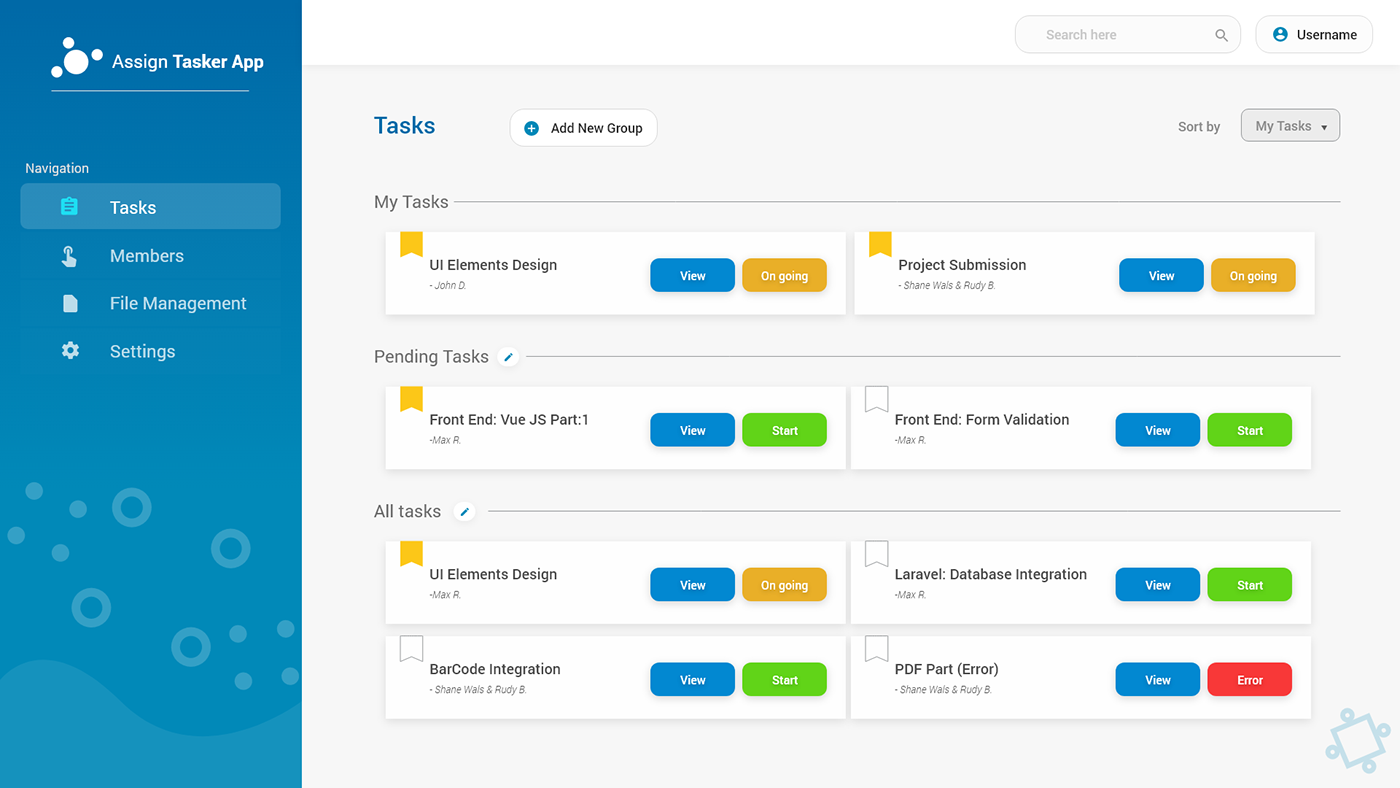 Assign Tasker App
Search here
Username
Navigation
Tasks
Members
File Management
Settings
Tasks
Add New Group
Sort by
My Tasks
My Tasks
UI Elements Design
- John D.
View
On going
Project Submission
- Shane Wals & Rudy B.
View
On going
Pending Tasks
Front End: Vue JS Part:1
-Max R.
View
Start
Front End: Form Validation
-Max R.
View
Start
All tasks
UI Elements Design
-Max R.
View
On going
Laravel: Database Integration
-Max R.
View
Start
BarCode Integration
- Shane Wals & Rudy B.
View
Start
PDF Part (Error)
- Shane Wals & Rudy B.
View
Error